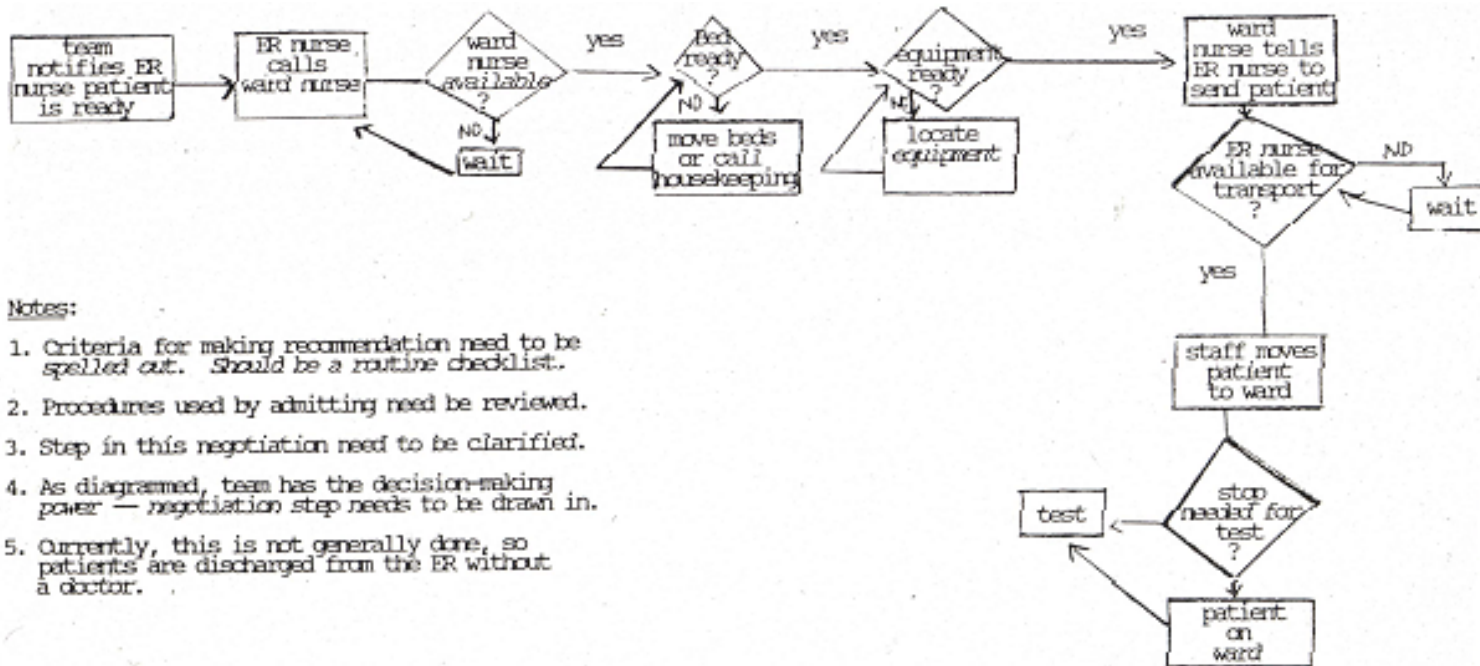 team
notifies ER
nurse patient
is ready
ER nurse
calls
ward nurse
ward
nurse
available
?
NO
wait
yes
Bed
ready
?
NO
move beds
or call
housekeeping
yes
equipment
ready
?
NO
locate
equipment
yes
ward
nurse tells
ER nurse to
send patient
ER nurse
available for
transport
?
NO
wait
yes
staff moves
patient
to ward
stop
needed for
test
?
test
patient
on
ward
Notes:
1. Criteria for making recommendation need to be
spelled out. Should be a routine checklist.
2. Procedures used by admitting need be reviewed.
3. Step in this negotiation need to be clarified.
4. As diagrammed, team has the decision-making
power — negotiation step needs to be drawn in.
5. Currently, this is not generally done, so
patients are discharged from the ER without
a doctor.